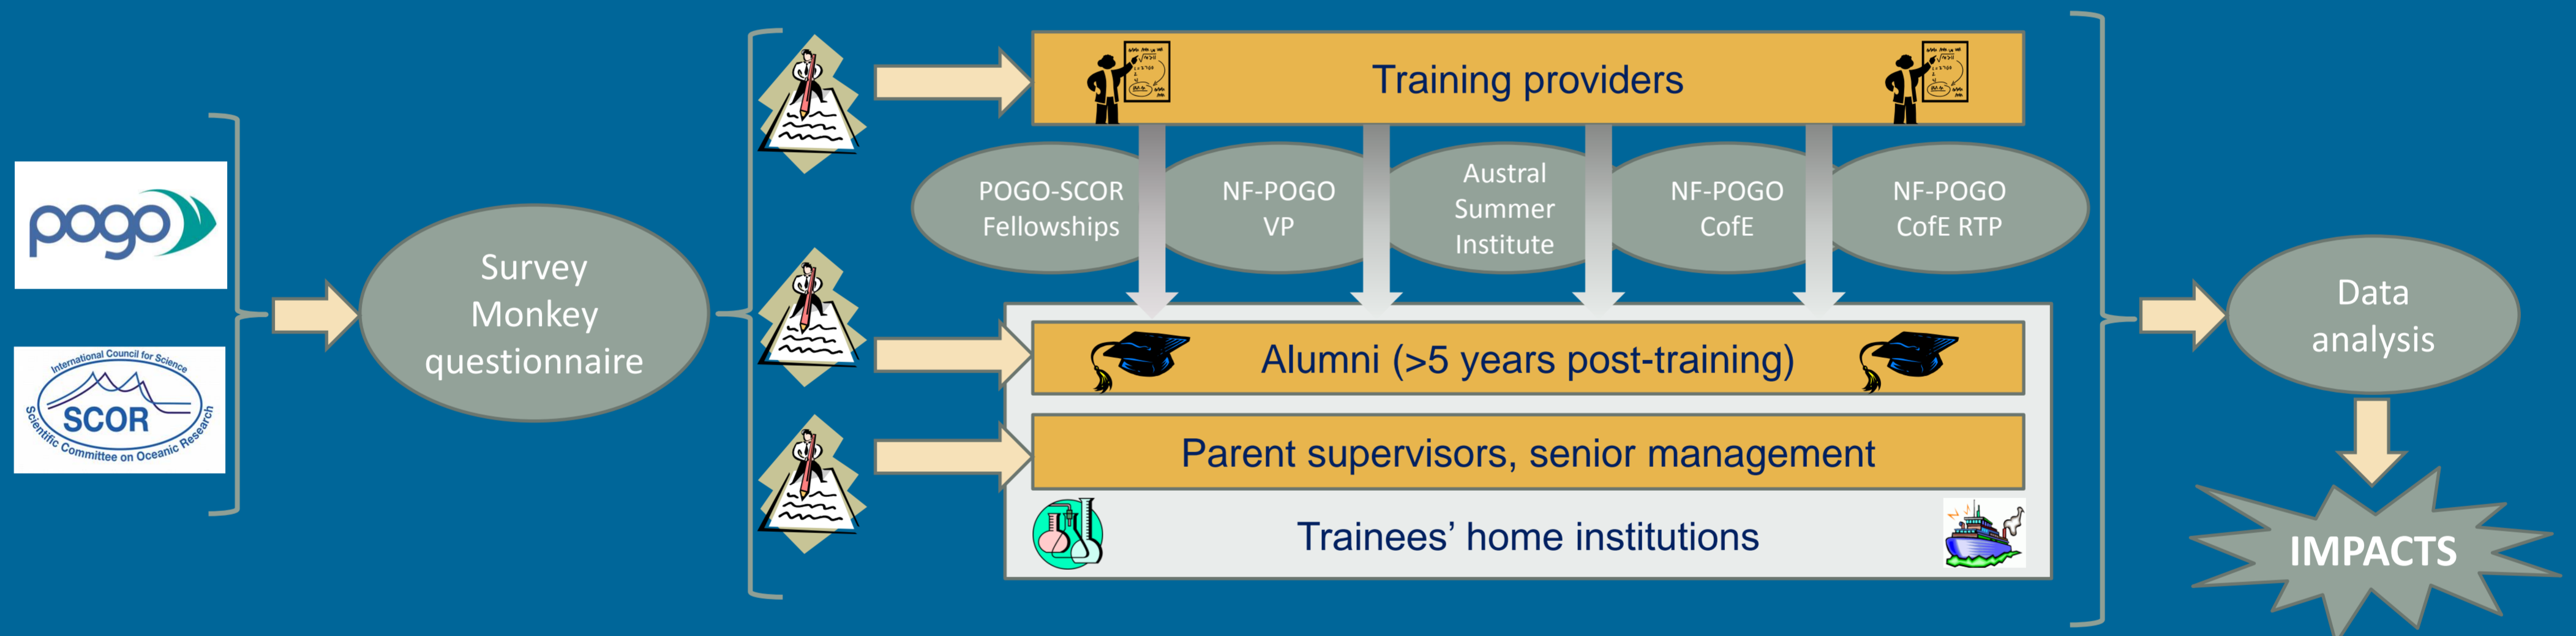 pogo
International Council for Science
SCOR
Scientific Committee on Oceanic Research
Survey
Monkey
questionnaire
Training providers
POGO-SCOR
Fellowships
NF-POGO
VP
Austral
Summer
Institute
NF-POGO
CofE
NF-POGO
CofE RTP
Alumni (>5 years post-training)
Parent supervisors, senior management
Trainees’ home institutions
Data
analysis
IMPACTS